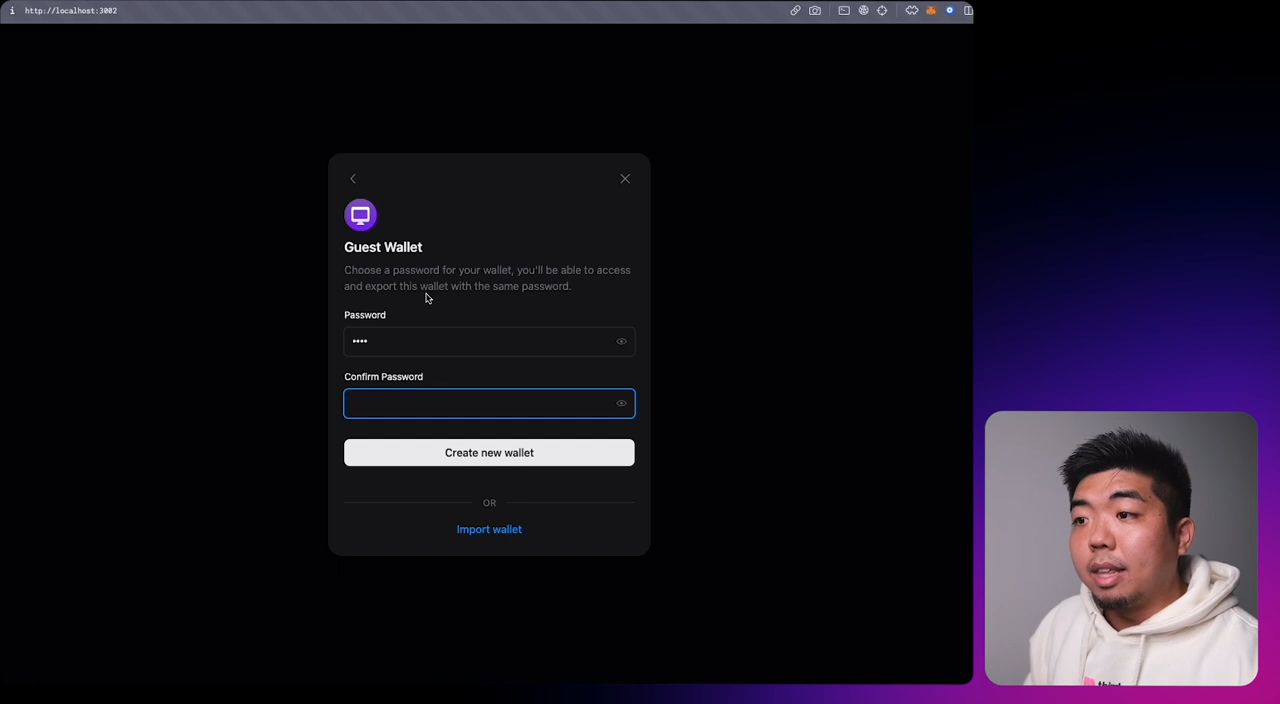 i http://localhost:3002
Guest Wallet
Choose a password for your wallet, you'll be able to access
and export this wallet with the same password.
Password
••••
Confirm Password
Create new wallet
OR
Import wallet